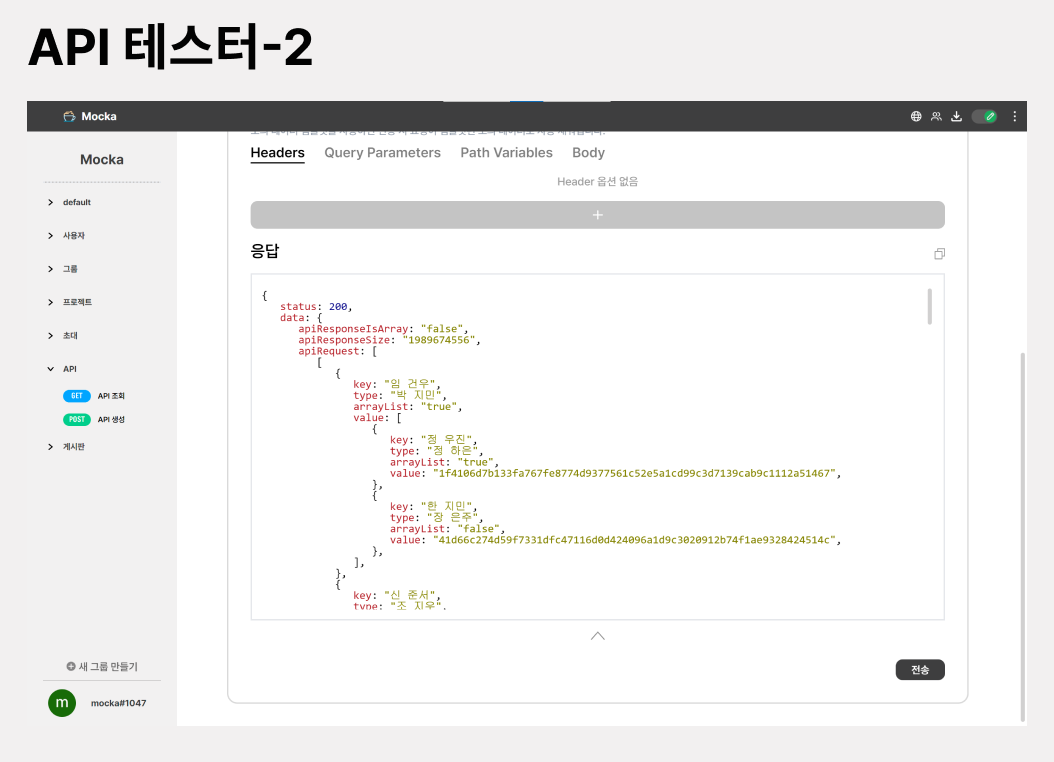 API 테스터-2
Mocka
Mocka
default
사용자
그룹
프로젝트
초대
API
GET API 조회
POST API 생성
게시판
새 그룹 만들기
m mocka#1047
Headers Query Parameters Path Variables Body
Header 옵션 없음
+
응답
{
status: 200,
data: {
apiResponseIsArray: "false",
apiResponseSize: "1989674556",
apiRequest: [
[
{
key: "임 건우",
type: "박 지민",
arrayList: "true",
value: [
{
key: "정 우진",
type: "정 하은",
arrayList: "true",
value: "1f4106d7b133fa767fe8774d9377561c52e5a1cd99c3d7139cab9c1112a51467",
},
{
key: "한 지민",
type: "장 은주",
arrayList: "false",
value: "41d66c274d59f7331dfc47116d0d424096a1d9c3020912b74f1ae9328424514c",
},
],
},
{
key: "신 준서",
type: "조 지우",
전송